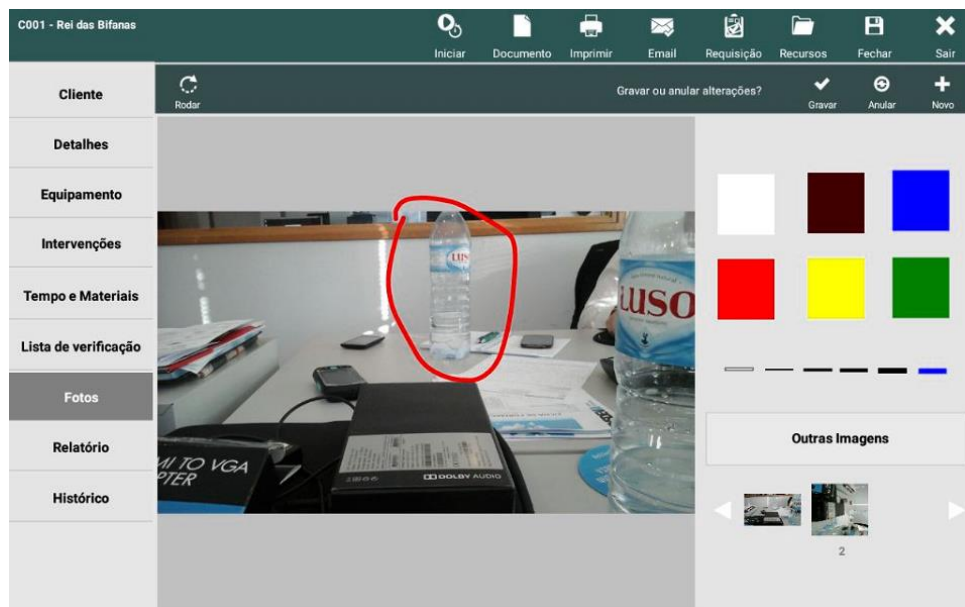 C001 - Rei das Bifanas
Iniciar
Documento
Imprimir
Email
Requisição
Recursos
Fechar
Sair
Rodar
Gravar ou anular alterações?
Gravar
Anular
Novo
Cliente
Detalhes
Equipamento
Intervenções
Tempo e Materiais
Lista de verificação
Fotos
Relatório
Histórico
LUS
LUSO
MI TO VGA
PTER
DOLBY AUDIO
Outras Imagens
2